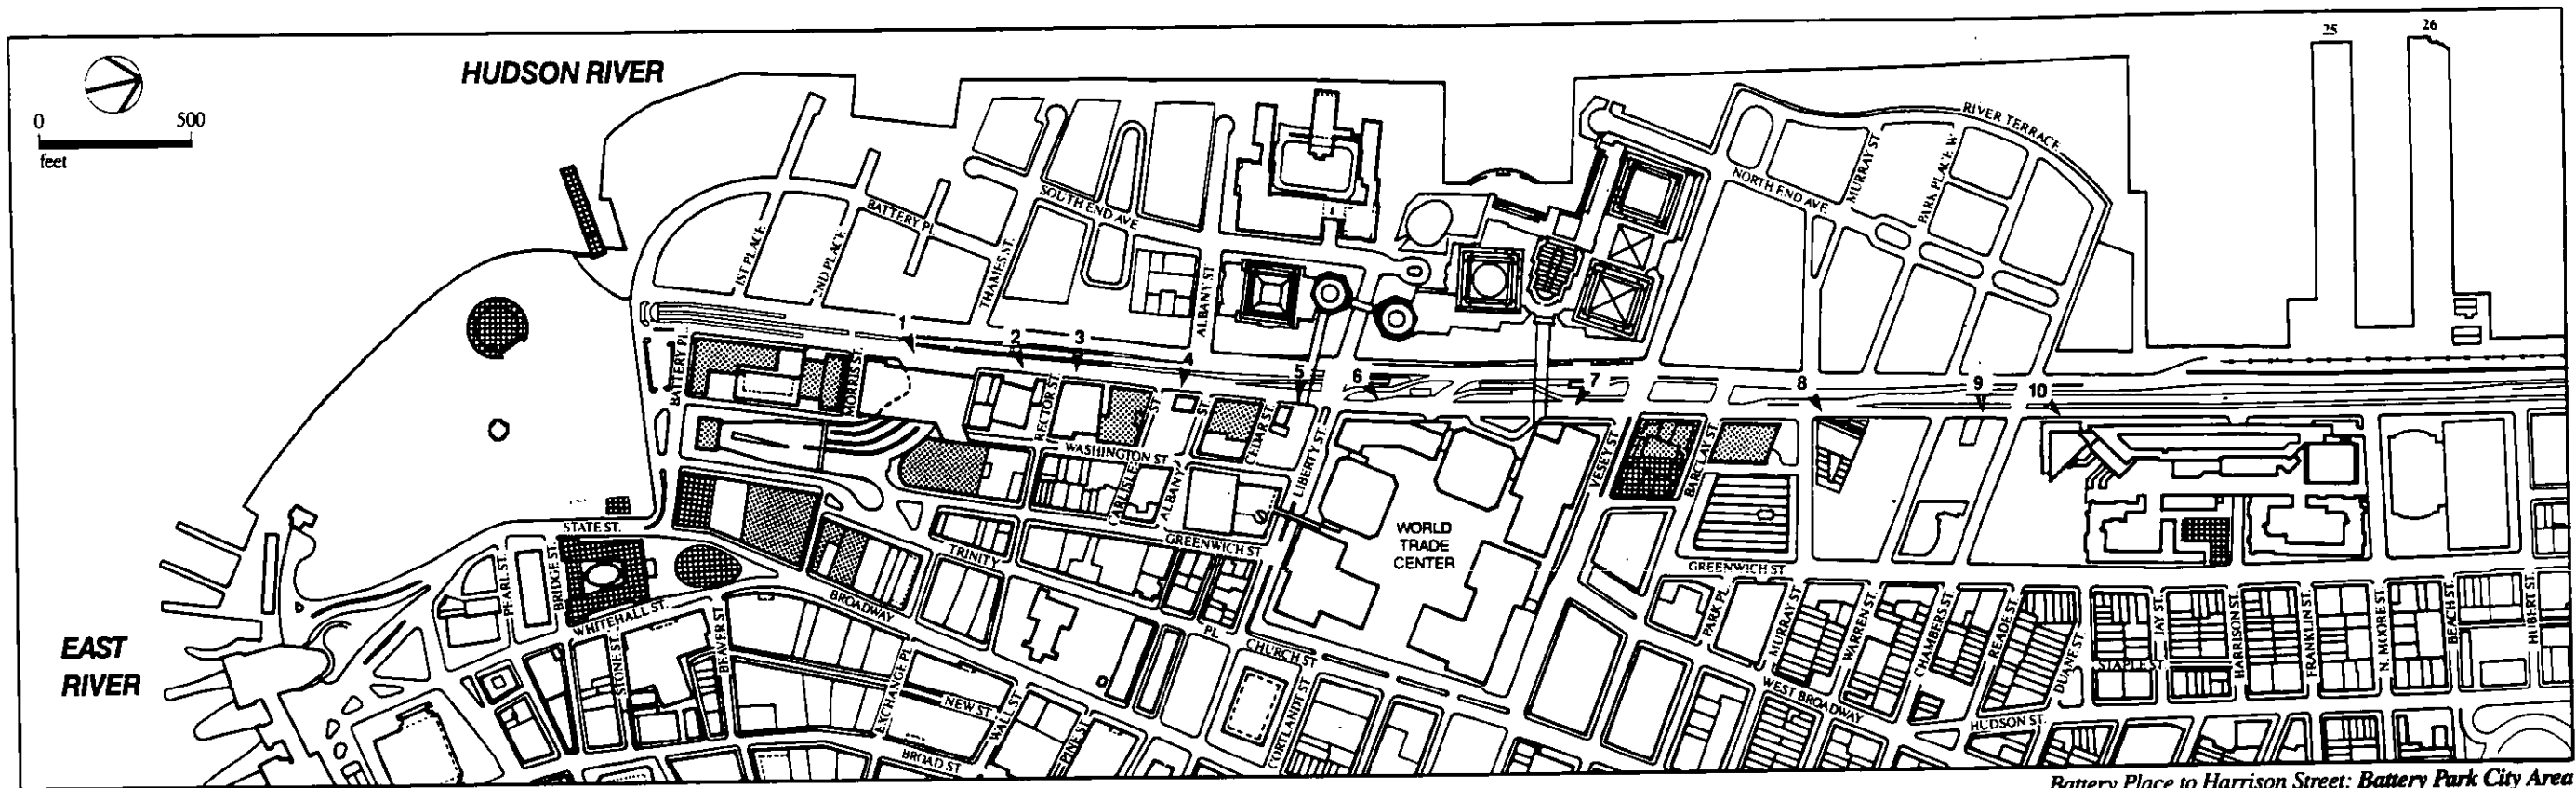 25
26
HUDSON RIVER
0 500
feet
RIVER TERRACE
MURRAY ST
PARK PLACE W
NORTH END AVE
SOUTH END AVE
BATTERY PL
1ST PLACE
2ND PLACE
THAMES ST.
ALBANY ST
1
2
3
4
5
6
7
8
9
10
BATTERY PL
MORRIS ST.
RECTOR ST.
WASHINGTON ST
CARLISLE
ST
ALBANY
ST.
CEDAR ST.
LIBERTY ST
VESEY ST
BARCLAY ST.
WORLD
TRADE
CENTER
STATE ST.
PEARL ST.
BRIDGE ST.
WHITEHALL ST.
STONE ST.
BEAVER ST
TRINITY
PL
BROADWAY
GREENWICH ST
GREENWICH ST
EXCHANGE PL
NEW ST.
BROAD ST
WALL ST
PINE ST
CHURCH ST
CORTLANDT ST
PARK PL
MURRAY ST
WARREN ST.
CHAMBERS ST
READE ST
DUANE ST.
WEST BROADWAY
HUDSON ST.
STAPLE ST
JAY ST.
HARRISON ST.
FRANKLIN ST.
N. MOORE ST.
BEACH ST.
HUBERT ST.
EAST
RIVER
Battery Place to Harrison Street: Battery Park City Area